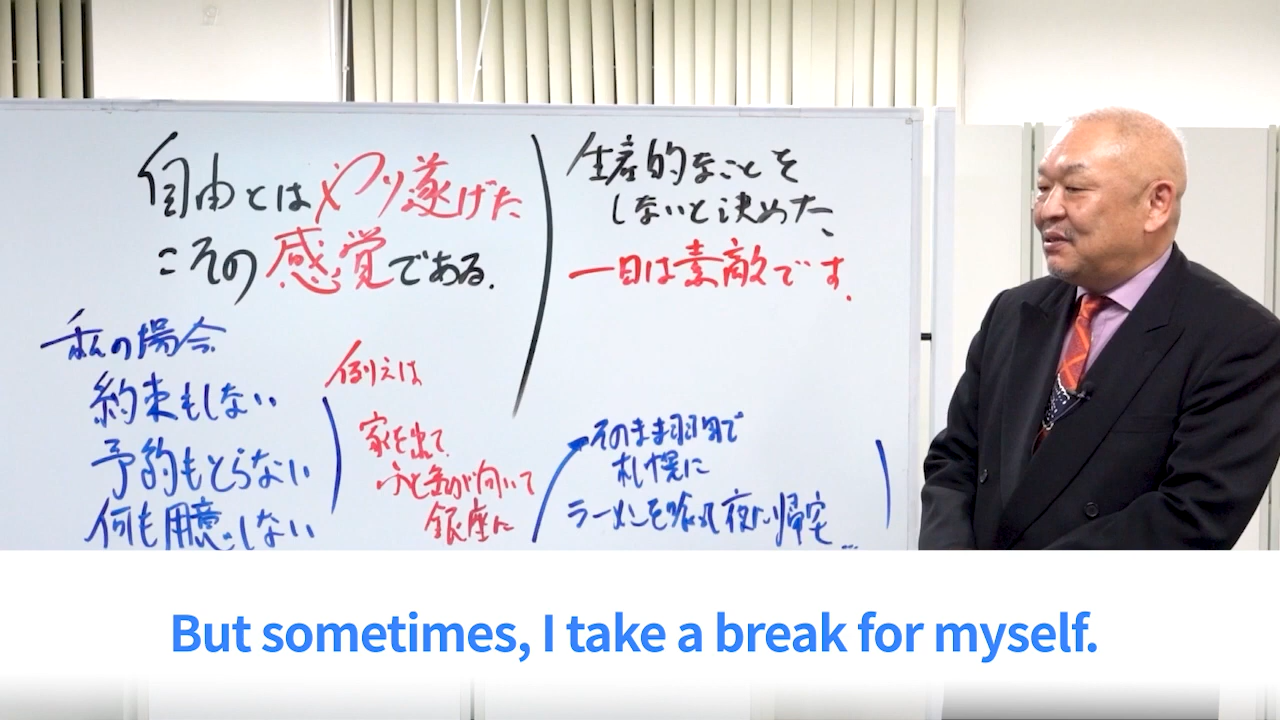 自由とはやり遂げた
こその感覚である.
生産的なことを
しないと決めた
一日は素敵です.
私の場合
約束もしない
予約もとらない
何も用意しない
例えば
家を出て
ふと気が向いて
銀座に
そのまま羽田で
札幌に
ラーメンを喰って夜に帰宅
But sometimes, I take a break for myself.